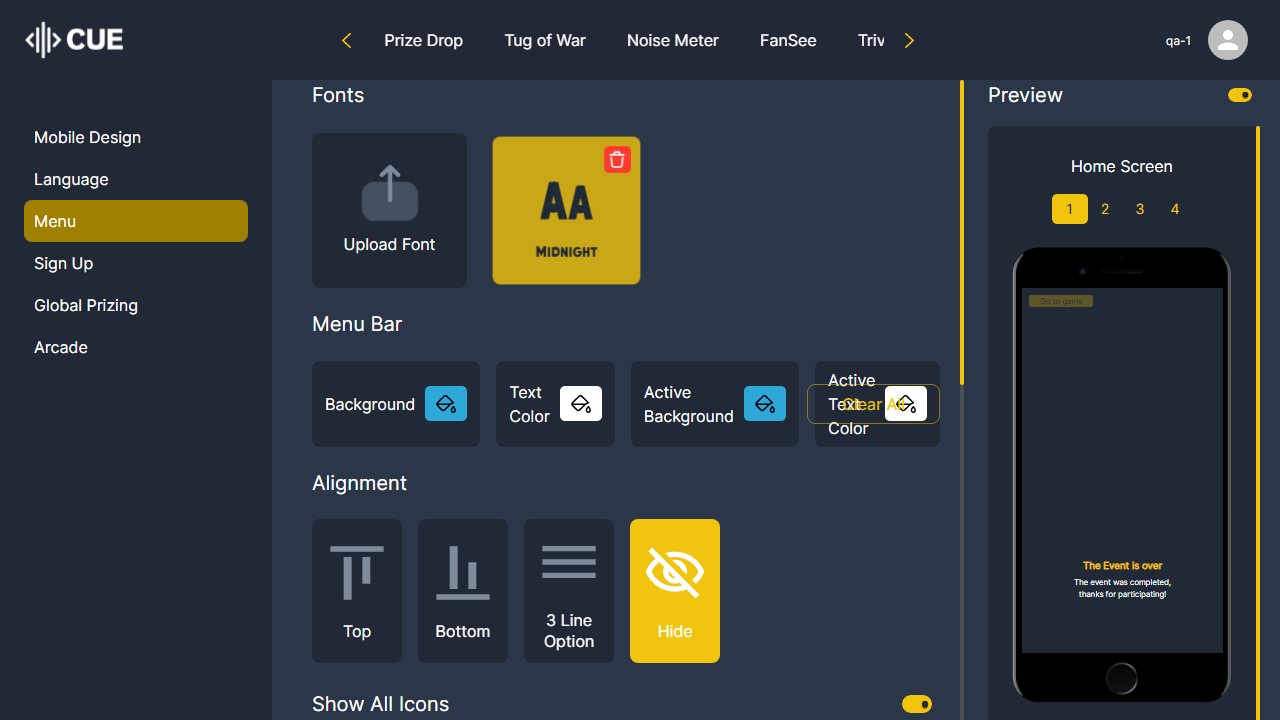 CUE
Prize Drop
Tug of War
Noise Meter
FanSee
Triv
qa-1
Mobile Design
Language
Menu
Sign Up
Global Prizing
Arcade
Fonts
Upload Font
AA
MIDNIGHT
Menu Bar
Background
Text
Color
Active
Background
Active
Text
Color
Clear All
Alignment
Top
Bottom
3 Line
Option
Hide
Show All Icons
Preview
Home Screen
1
2
3
4
Go to game
The Event is over
The event was completed,
thanks for participating!